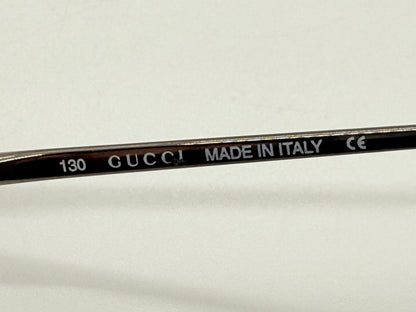 130 GUCCI MADE IN ITALY CE